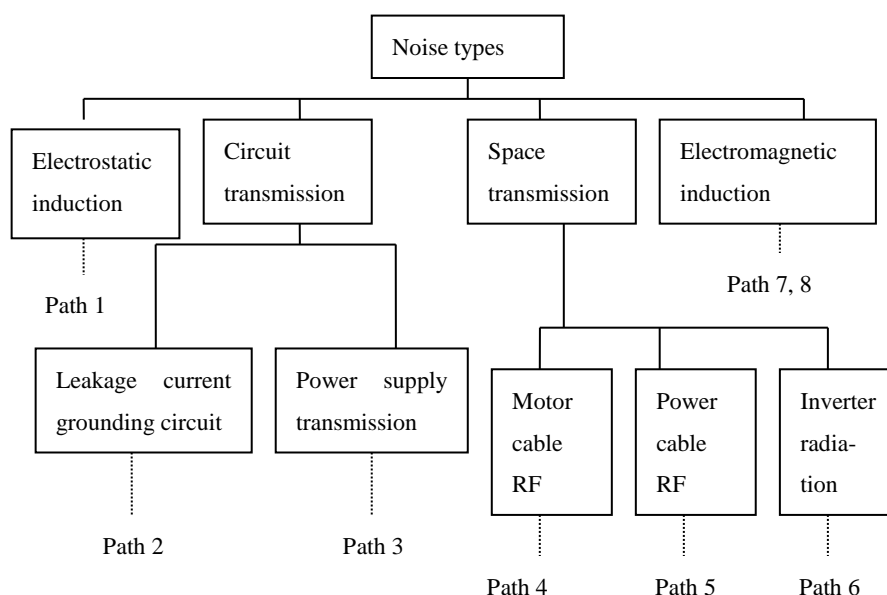 Noise types
Electrostatic
induction
Circuit
transmission
Space
transmission
Electromagnetic
induction
Path 1
Path 7, 8
Leakage current
grounding circuit
Power supply
transmission
Motor
cable
RF
Power
cable
RF
Inverter
radia-
tion
Path 2
Path 3
Path 4
Path 5
Path 6